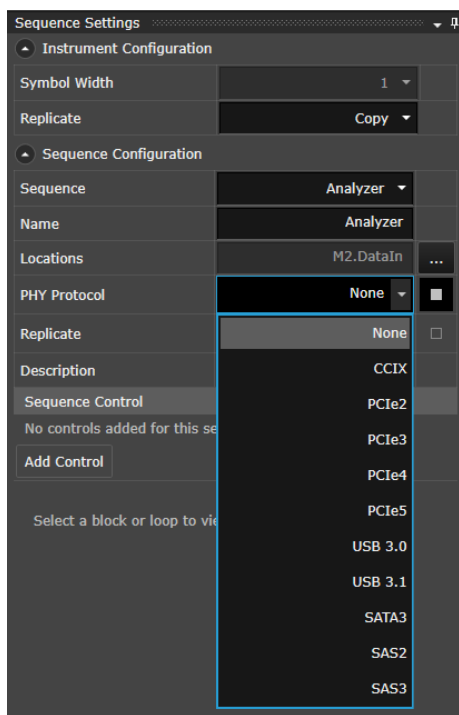 Sequence Settings
Instrument Configuration
Symbol Width 1
Replicate Copy
Sequence Configuration
Sequence Analyzer
Name Analyzer
Locations M2.DataIn ...
PHY Protocol None
Replicate None
Description CCIX
Sequence Control PCIe2
No controls added for this se PCIe3
Add Control PCIe4
PCIe5
Select a block or loop to vie
USB 3.0
USB 3.1
SATA3
SAS2
SAS3